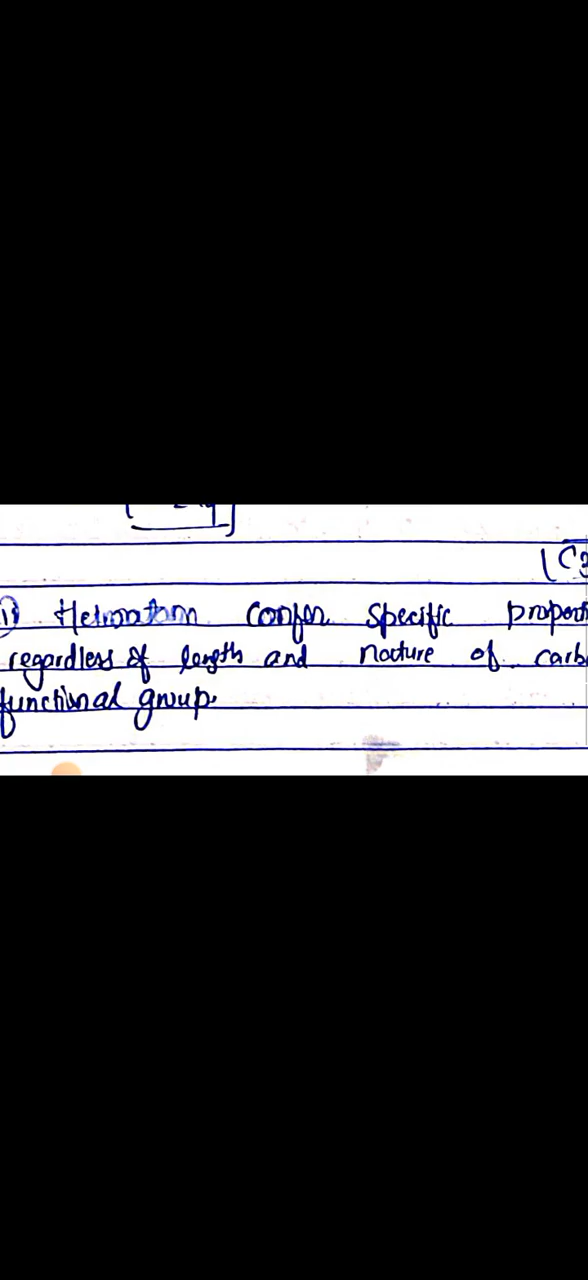 Heteroatom confer specific propert
regardless of length and nature of carb
functional group.